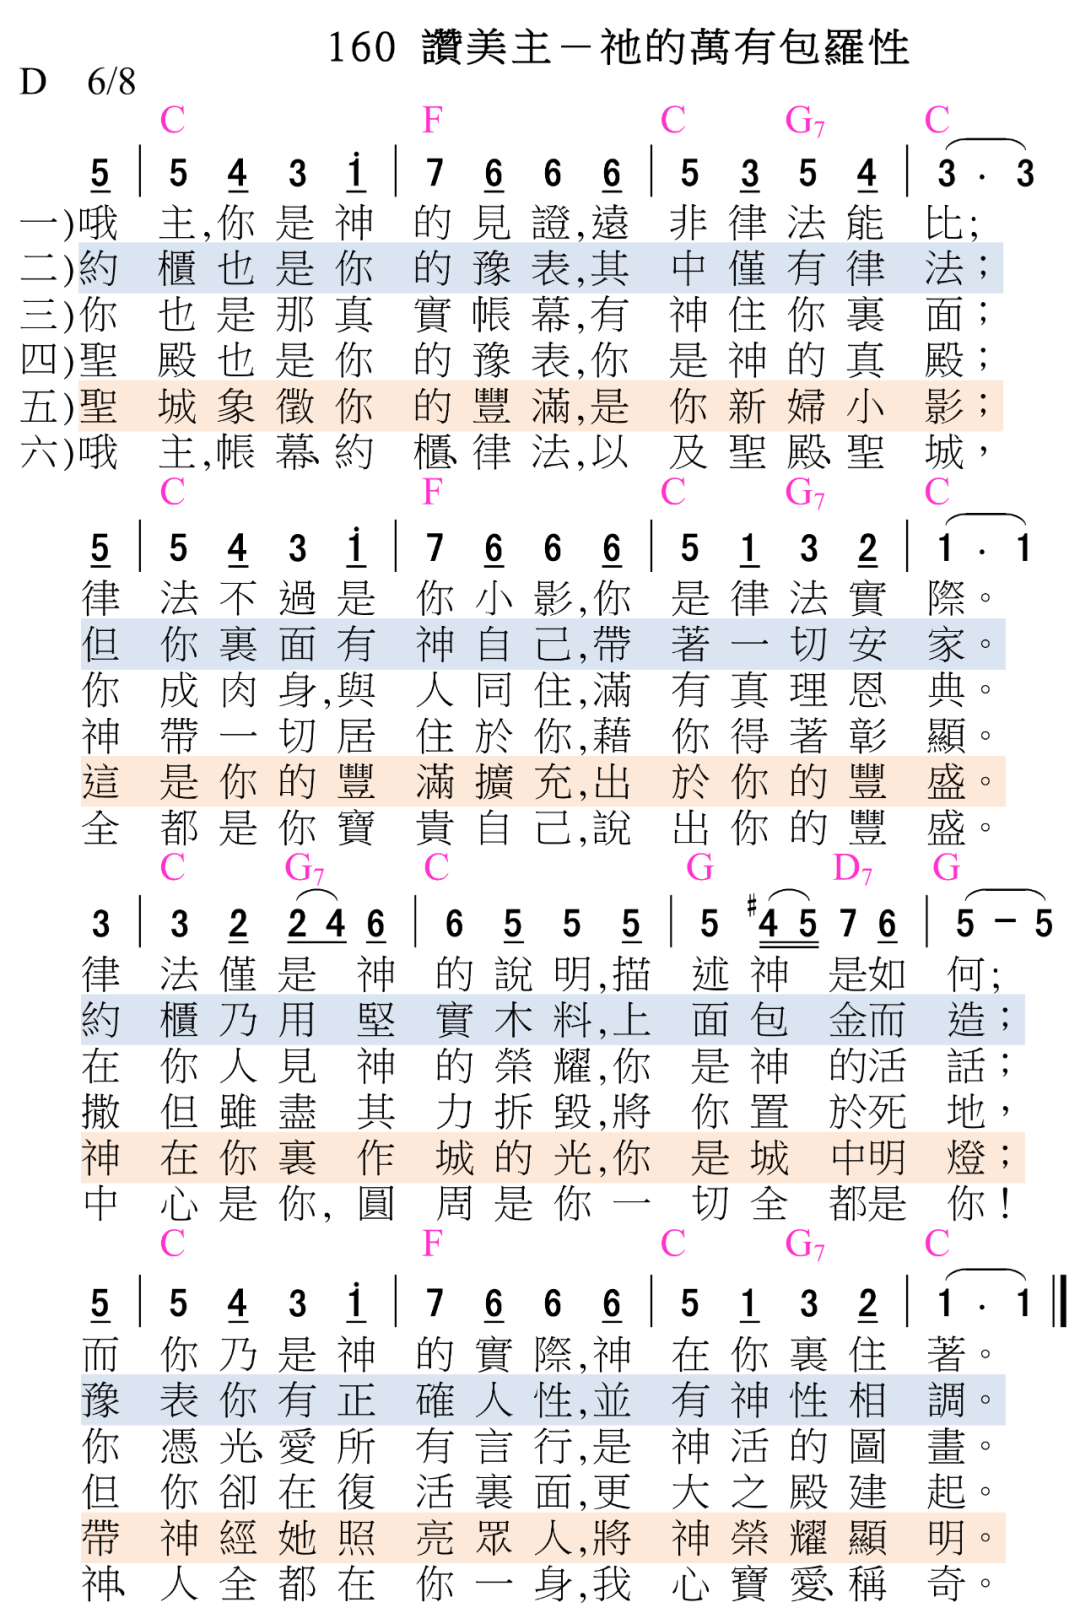 160 讚美主－祂的萬有包羅性
D 6/8
C F C G7 C
5 | 5 4 3 i | 7 6 6 6 | 5 3 5 4 | 3 . 3
一)哦 主,你是神 的見證,遠 非律法能 比;
二)約 櫃也是你 的豫表,其 中僅有律 法；
三)你 也是那真 實帳幕,有 神住你裏 面；
四)聖 殿也是你 的豫表,你 是神的真 殿；
五)聖 城象徵你 的豐滿,是 你新婦小 影；
六)哦 主,帳幕、約 櫃、律法,以 及聖殿、聖 城，
C F C G7 C
5 | 5 4 3 i | 7 6 6 6 | 5 1 3 2 | 1 . 1
律 法不過是 你小影,你 是律法實 際。
但 你裏面有 神自己,帶 著一切安 家。
你 成肉身,與 人同住,滿 有真理恩 典。
神 帶一切居 住於你,藉 你得著彰 顯。
這 是你的豐 滿擴充,出 於你的豐 盛。
全 都是你寶 貴自己,說 出你的豐 盛。
C G7 C G D7 G
3 | 3 2 2 4 6 | 6 5 5 5 | 5 #4 5 7 6 | 5 – 5
律 法僅是 神 的說明,描 述神 是如 何;
約 櫃乃用 堅 實木料,上 面包 金而 造；
在 你人見 神 的榮耀,你 是神 的活 話；
撒 但雖盡 其 力拆毀,將 你置 於死 地，
神 在你裏 作 城的光,你 是城 中明 燈；
中 心是你, 圓 周是你一 切全 都是 你！
C F C G7 C
5 | 5 4 3 i | 7 6 6 6 | 5 1 3 2 | 1 . 1
而 你乃是神 的實際,神 在你裏住 著。
豫 表你有正 確人性,並 有神性相 調。
你 憑光、愛所 有言行,是 神活的圖 畫。
但 你卻在復 活裏面,更 大之殿建 起。
帶 神經她照 亮眾人,將 神榮耀顯 明。
神、 人全都在 你一身,我 心寶愛、稱 奇。